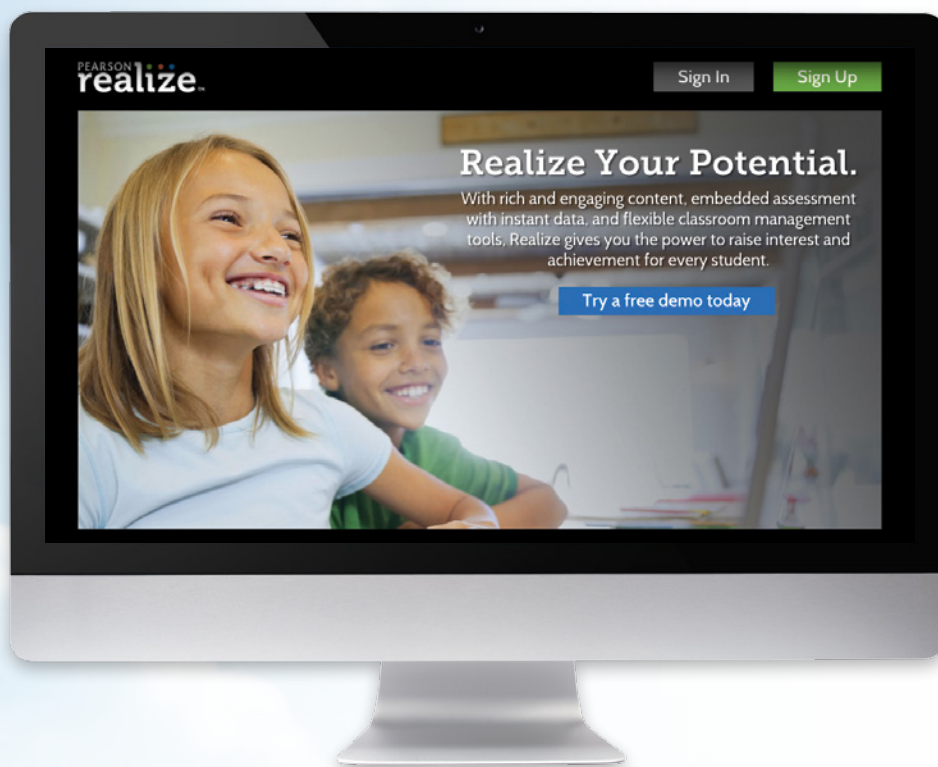 PEARSON
realize
Sign In
Sign Up
Realize Your Potential.
With rich and engaging content, embedded assessment
with instant data, and flexible classroom management
tools, Realize gives you the power to raise interest and
achievement for every student.
Try a free demo today